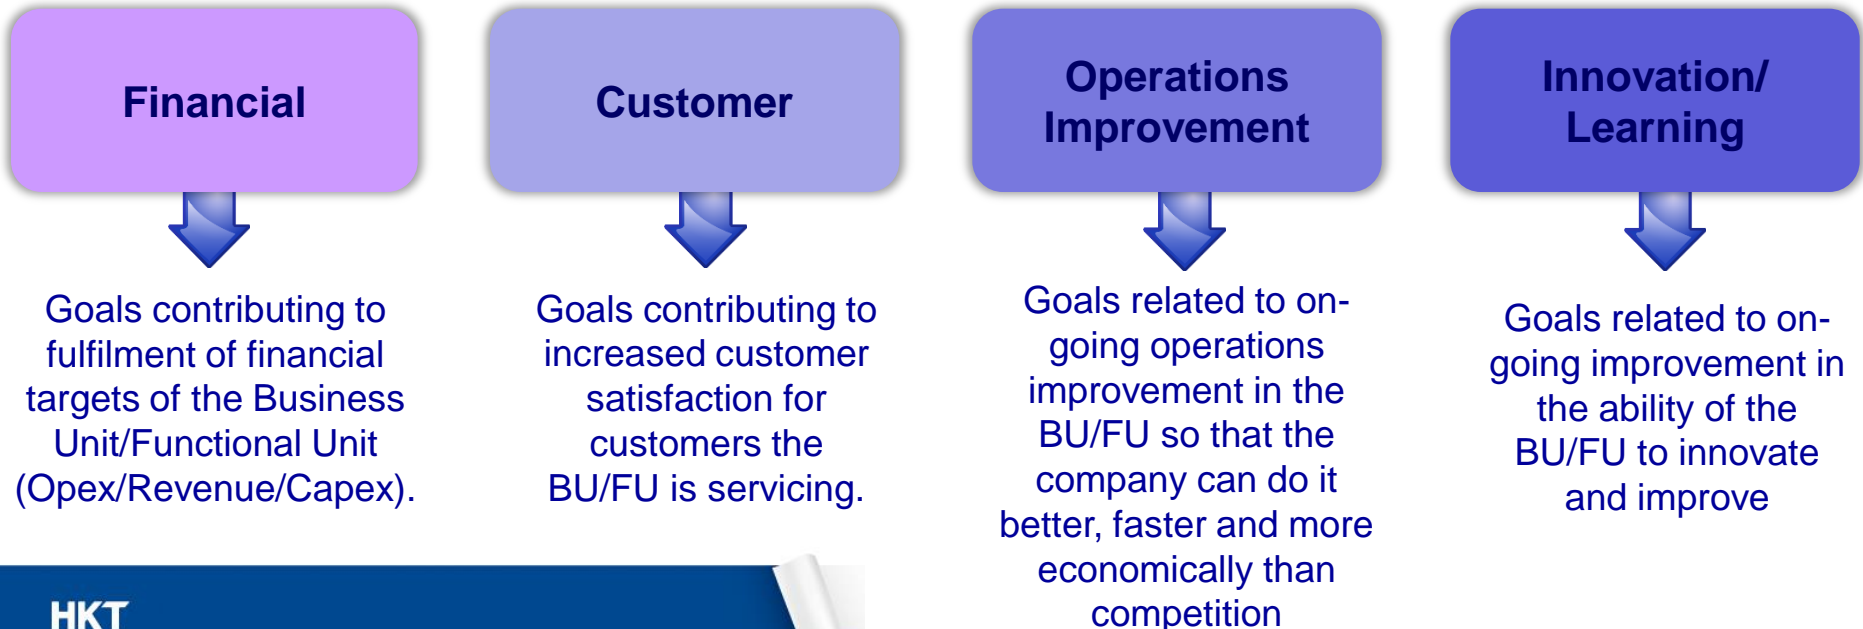 Financial
Goals contributing to
fulfilment of financial
targets of the Business
Unit/Functional Unit
(Opex/Revenue/Capex).
Customer
Goals contributing to
increased customer
satisfaction for
customers the
BU/FU is servicing.
Operations
Improvement
Goals related to on-
going operations
improvement in the
BU/FU so that the
company can do it
better, faster and more
economically than
competition
Innovation/
Learning
Goals related to on-
going improvement in
the ability of the
BU/FU to innovate
and improve
HKT